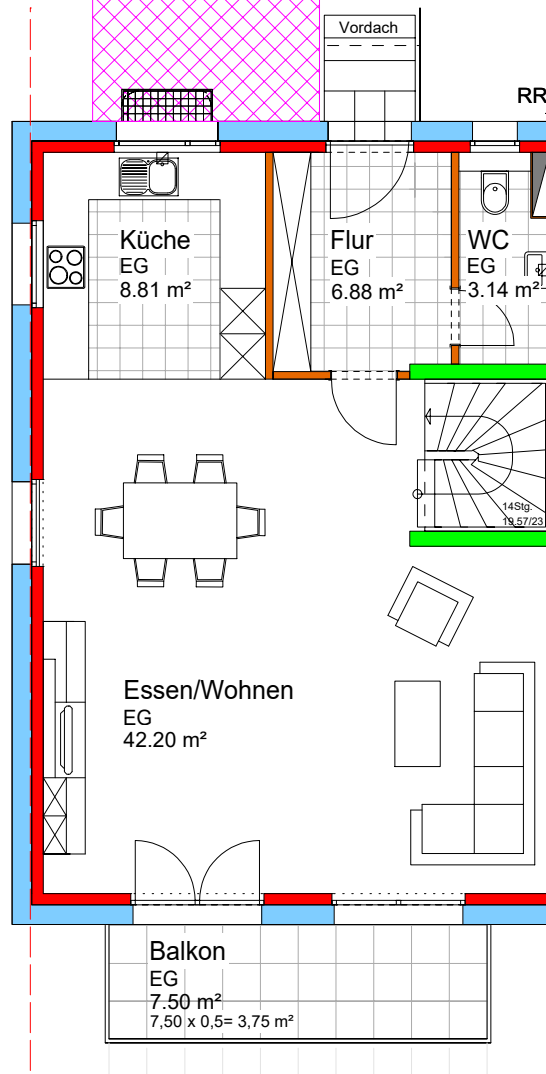 Vordach
RR
Küche
EG
8.81 m²
Flur
EG
6.88 m²
WC
EG
3.14 m²
14Stg.
19.57/23
Essen/Wohnen
EG
42.20 m²
Balkon
EG
7.50 m²
7,50 x 0,5= 3,75 m²